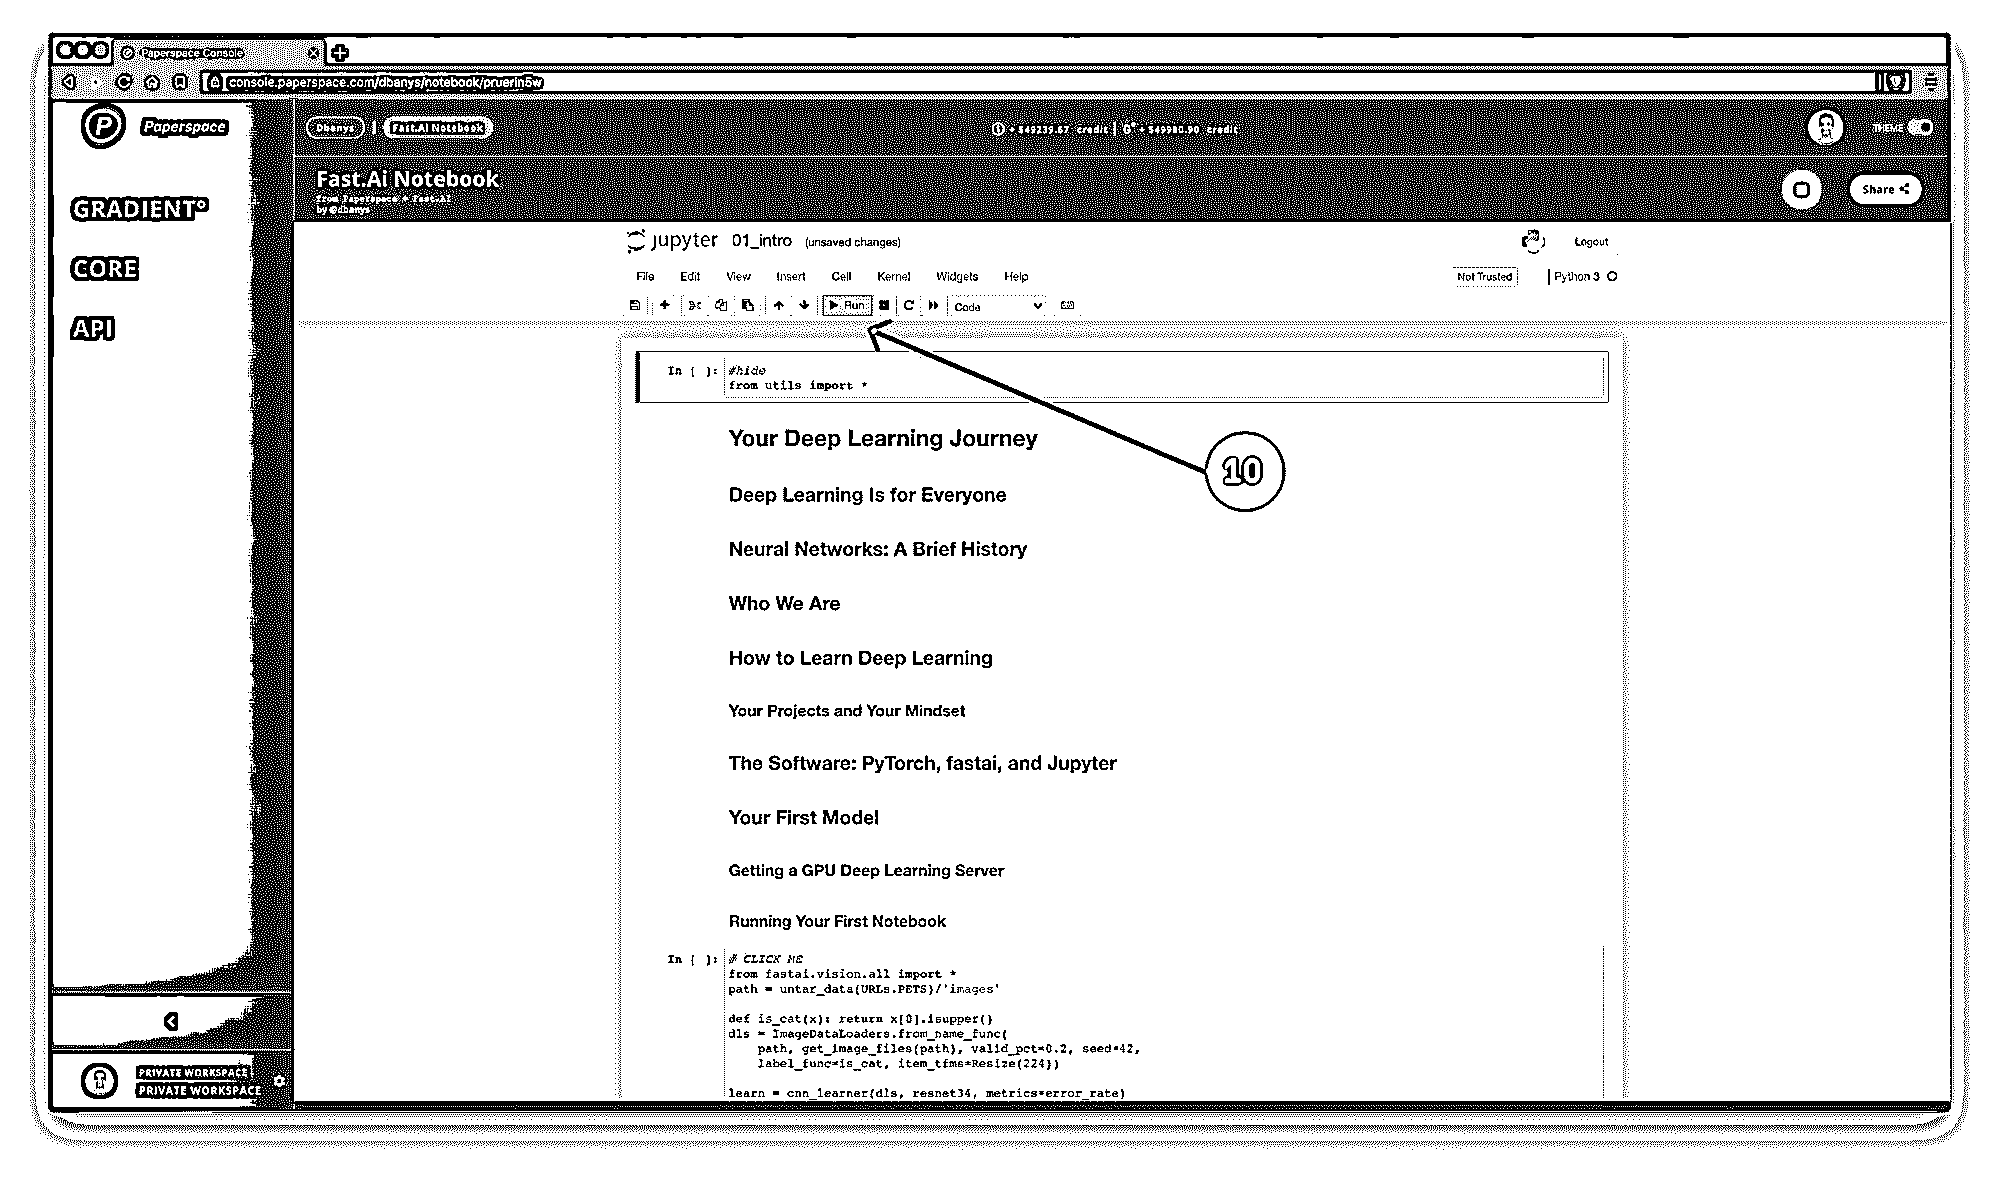 Paperspace Console
console.paperspace.com/dbanys/notebook/pruerin5w
Paperspace
Dbanys | Fast.Ai Notebook
THEME
GRADIENT°
CORE
API
Fast.Ai Notebook
from Paperspace + Fast.AI
by @dbanys
Share
jupyter 01_intro (unsaved changes)
Logout
File Edit View Insert Cell Kernel Widgets Help
Not Trusted
Python 3
Run
Code
In [ ]: #hide
from utils import *
10
Your Deep Learning Journey
Deep Learning Is for Everyone
Neural Networks: A Brief History
Who We Are
How to Learn Deep Learning
Your Projects and Your Mindset
The Software: PyTorch, fastai, and Jupyter
Your First Model
Getting a GPU Deep Learning Server
Running Your First Notebook
In [ ]: # CLICK ME
from fastai.vision.all import *
path = untar_data(URLs.PETS)/'images'
def is_cat(x): return x[0].isupper()
dls = ImageDataLoaders.from_name_func(
path, get_image_files(path), valid_pct=0.2, seed=42,
label_func=is_cat, item_tfms=Resize(224))
learn = cnn_learner(dls, resnet34, metrics=error_rate)
PRIVATE WORKSPACE
PRIVATE WORKSPACE